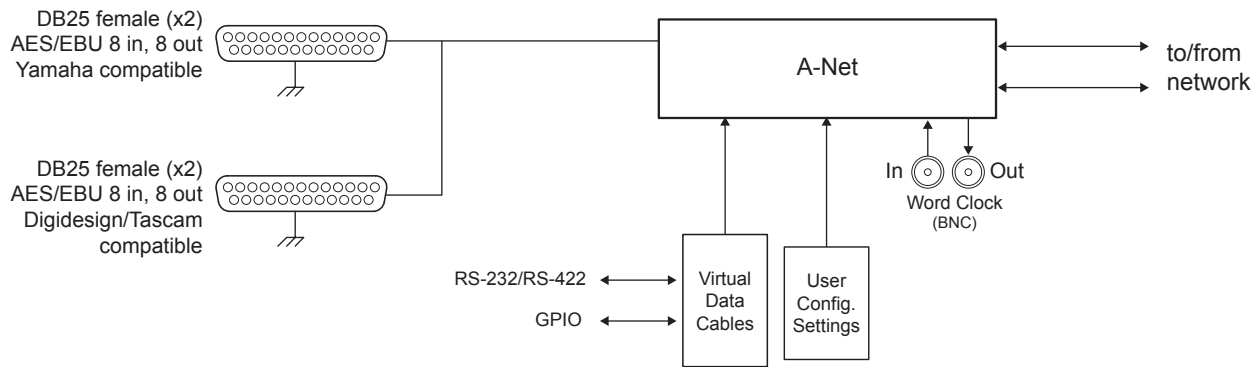 DB25 female (x2)
AES/EBU 8 in, 8 out
Yamaha compatible
A-Net
to/from
network
DB25 female (x2)
AES/EBU 8 in, 8 out
Digidesign/Tascam
compatible
In
Out
Word Clock
(BNC)
RS-232/RS-422
GPIO
Virtual
Data
Cables
User
Config.
Settings